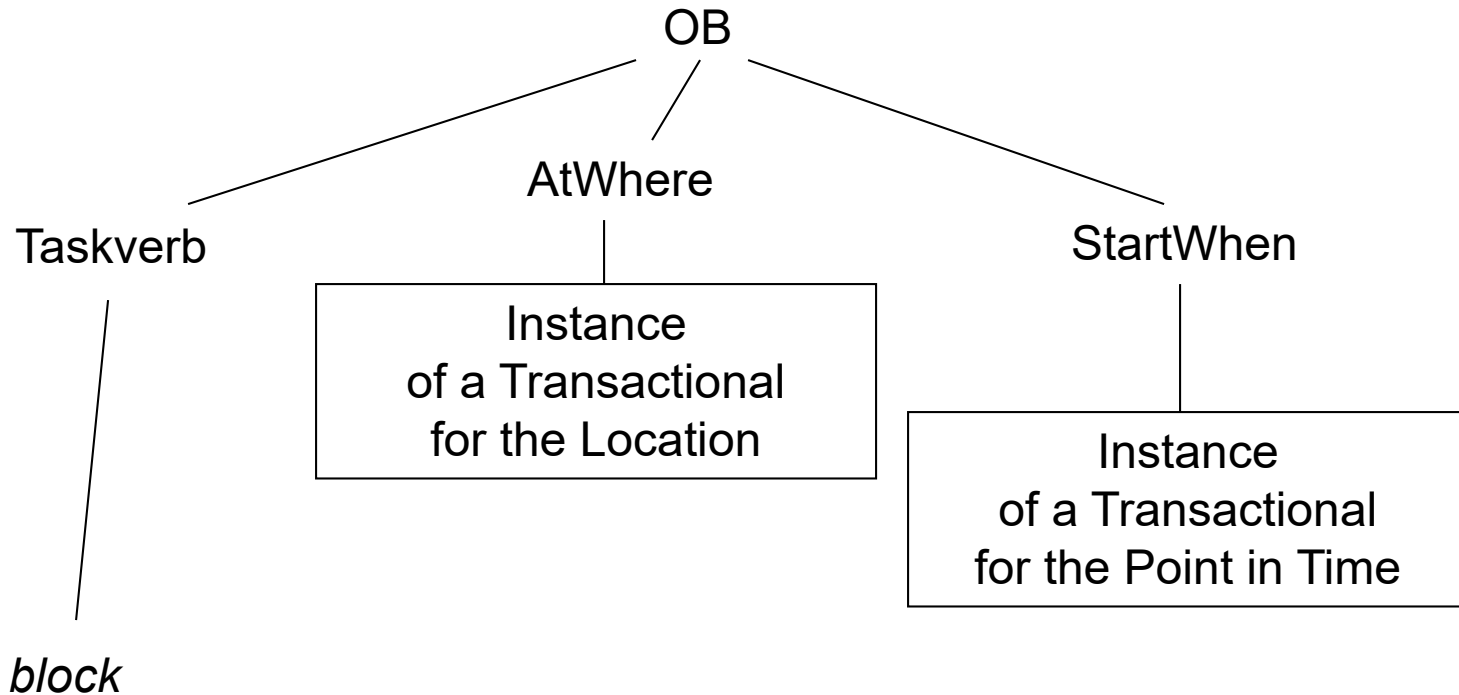 OB
AtWhere
Taskverb
StartWhen
Instance
of a Transactional
for the Location
Instance
of a Transactional
for the Point in Time
block